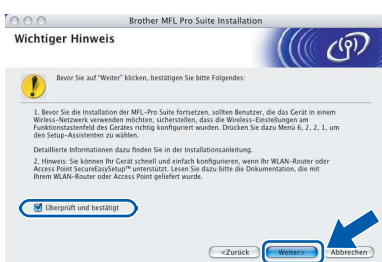 Brother MFL Pro Suite Installation
Wichtiger Hinweis
Bevor Sie auf "Weiter" klicken, bestätigen Sie bitte Folgendes:
1. Bevor Sie die Installation der MFL-Pro Suite fortsetzen, sollten Benutzer, die das Gerät in einem
Wirless-Netzwerk verwenden möchten, sicherstellen, dass die Wireless-Einstellungen am
Funktionstastenfeld des Gerätes richtig konfiguriert wurden. Drücken Sie dazu Menü 6, 2, 2, 1, um
den Setup-Assistenten zu wählen.
Detaillierte Informationen dazu finden Sie in der Installationsanleitung.
2. Hinweis: Sie können Ihr Gerät schnell und einfach konfigurieren, wenn Ihr WLAN-Router oder
Access Point SecureEasySetup™ unterstützt. Lesen Sie dazu bitte die Dokumentation, die mit
Ihrem WLAN-Router oder Access Point geliefert wurde.
Überprüft und bestätigt
<Zurück Weiter> Abbrechen